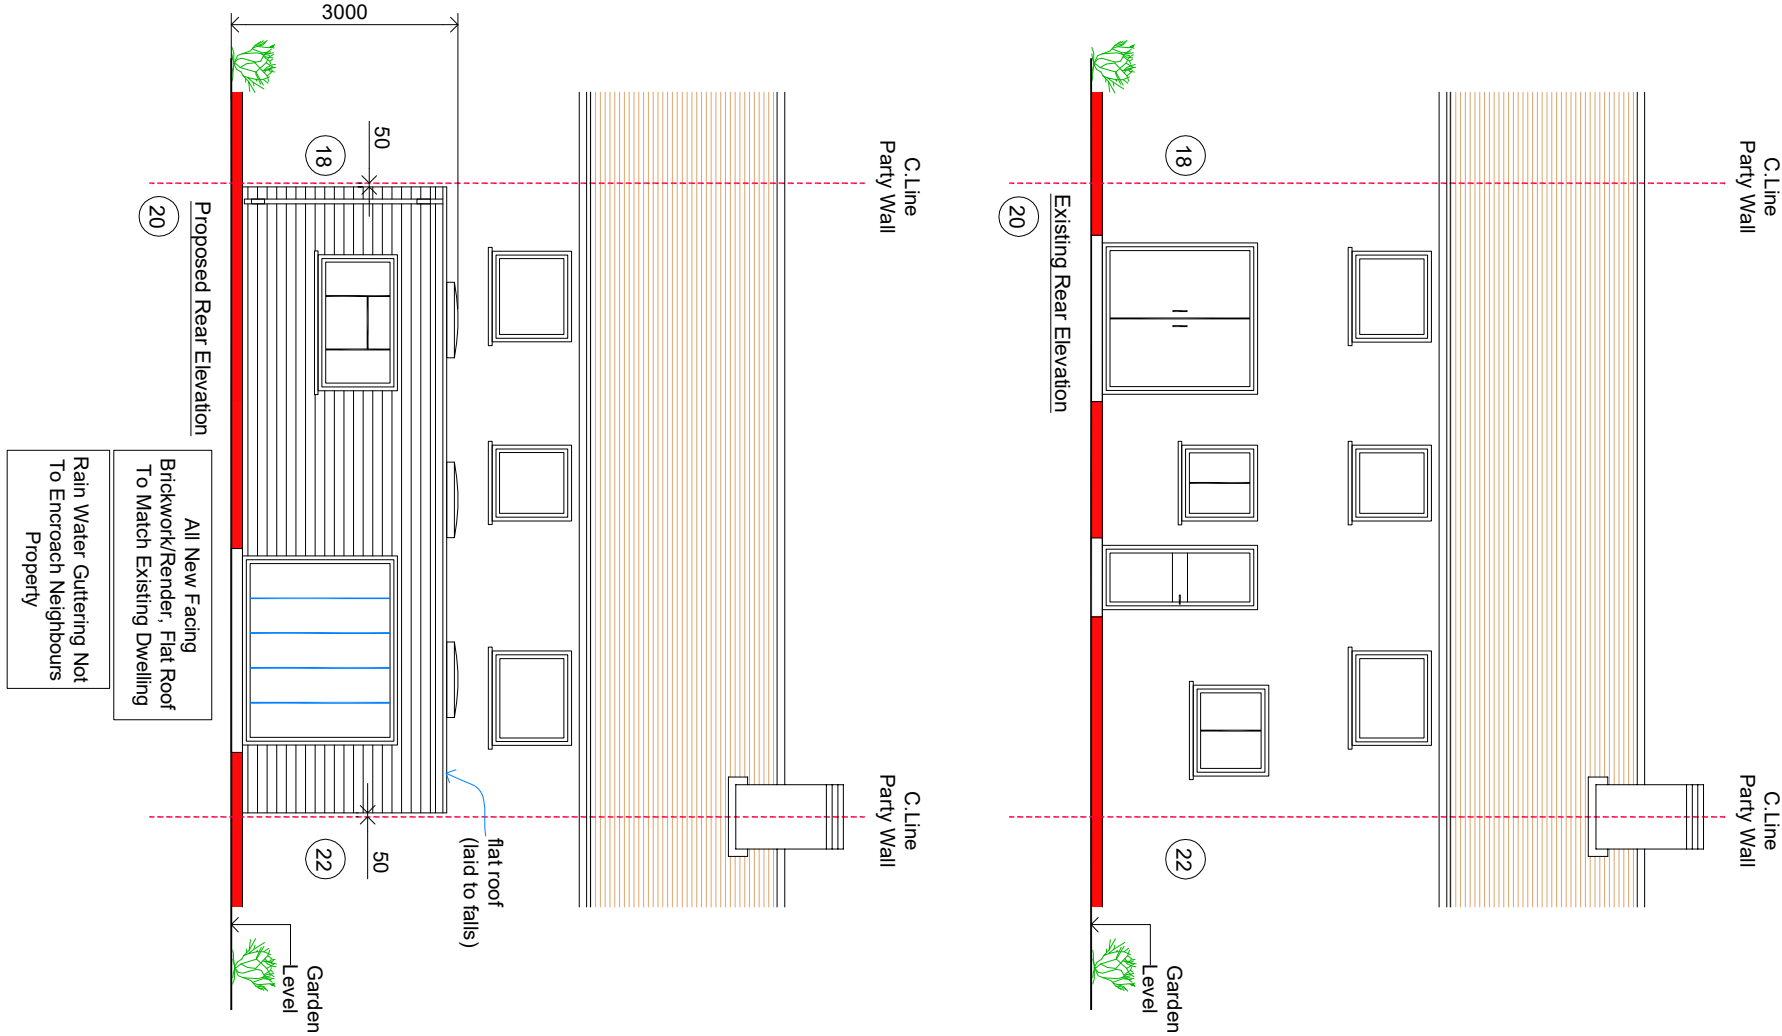 C.Line
Party Wall
C.Line
Party Wall
18
22
20
Existing Rear Elevation
Garden
Level
C.Line
Party Wall
C.Line
Party Wall
flat roof
(laid to falls)
3000
50
50
18
22
20
Proposed Rear Elevation
Garden
Level
All New Facing
Brickwork/Render, Flat Roof
To Match Existing Dwelling
Rain Water Guttering Not
To Encroach Neighbours
Property